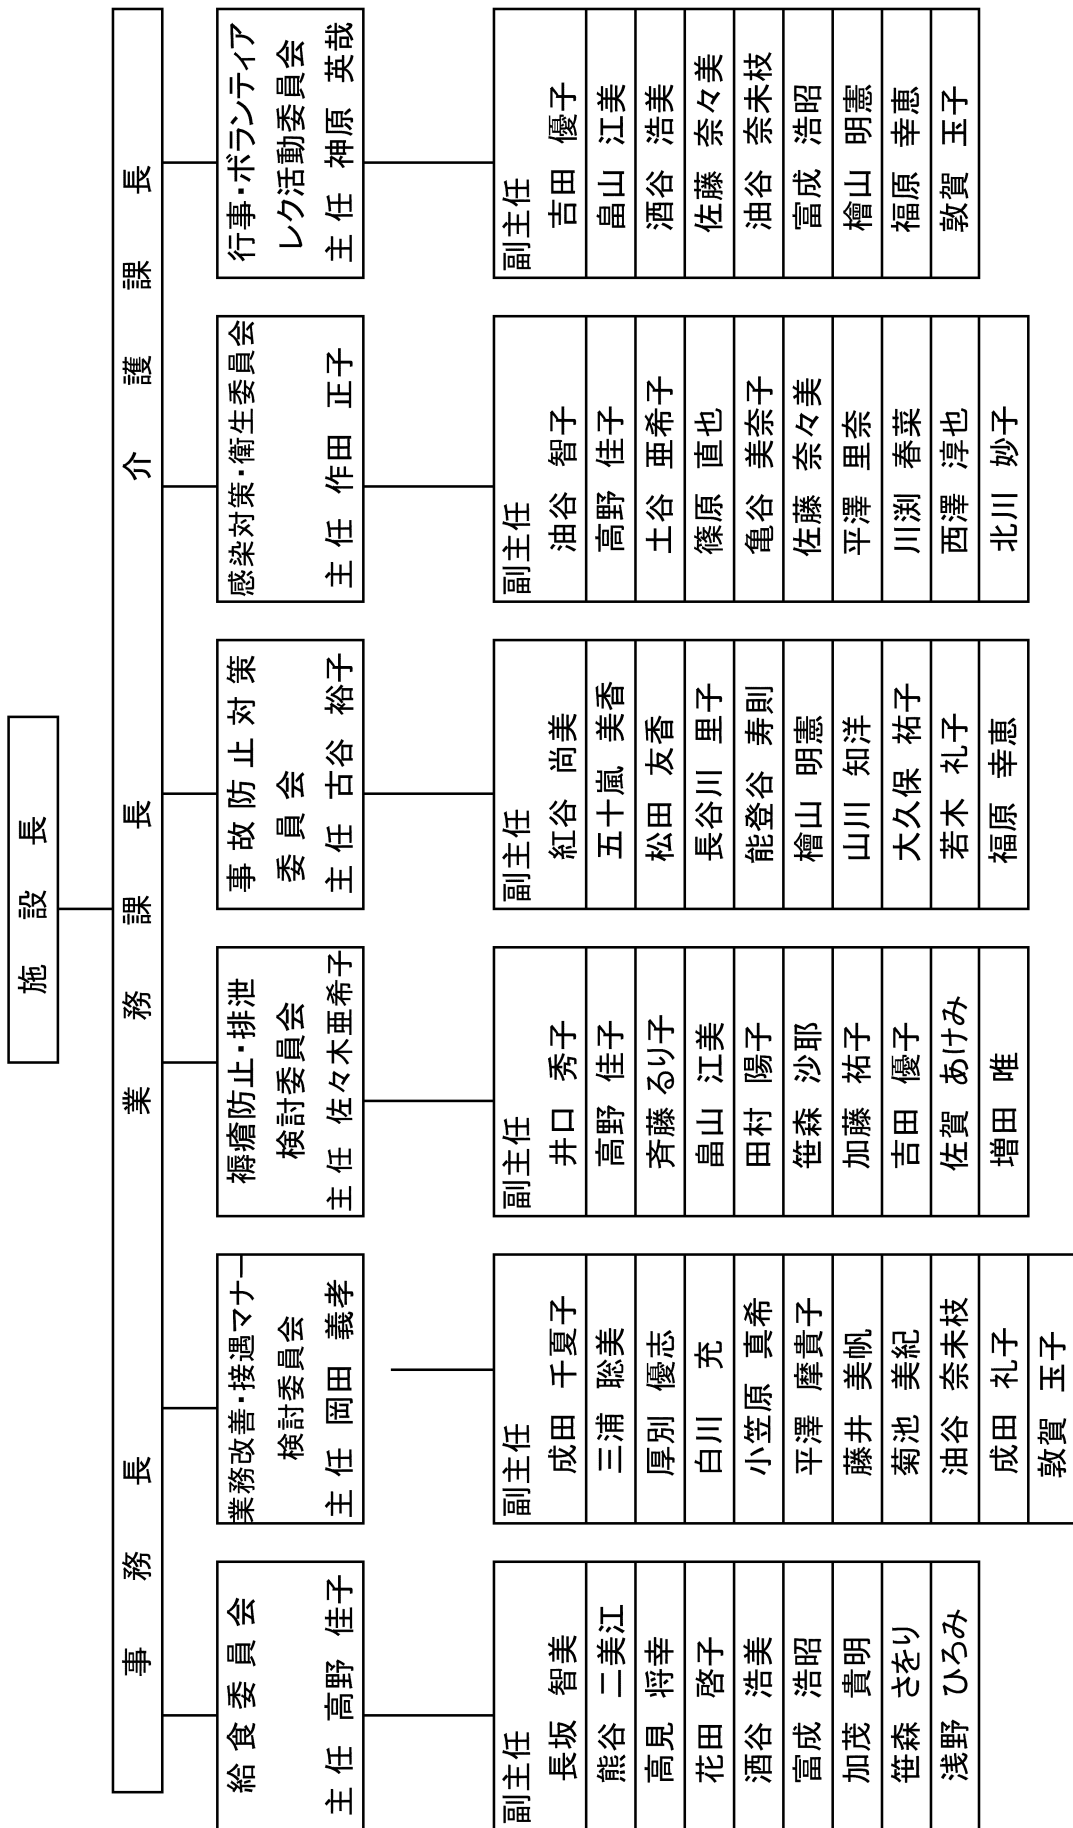 施設長
事務長　業務課長　介護課長
給食委員会
主任 高野 佳子
副主任
長坂 智美
熊谷 二美江
高見 将幸
花田 啓子
酒谷 浩美
富成 浩昭
加茂 貴明
笹森 さをり
浅野 ひろみ
業務改善・接遇マナー
検討委員会
主任 岡田 義孝
副主任
成田 千夏子
三浦 聡美
厚別 優志
白川 充
小笠原 真希
平澤 摩貴子
藤井 美帆
菊池 美紀
油谷 奈未枝
成田 礼子
敦賀 玉子
褥瘡防止・排泄
検討委員会
主任 佐々木亜希子
副主任
井口 秀子
高野 佳子
斉藤 るり子
畠山 江美
田村 陽子
笹森 沙耶
加藤 祐子
吉田 優子
佐賀 あけみ
増田 唯
事故防止対策
委員会
主任 古谷 裕子
副主任
紅谷 尚美
五十嵐 美香
松田 友香
長谷川 里子
能登谷 寿則
檜山 明憲
山川 知洋
大久保 祐子
若木 礼子
福原 幸恵
感染対策・衛生委員会
主任 作田 正子
副主任
油谷 智子
高野 佳子
土谷 亜希子
篠原 直也
亀谷 美奈子
佐藤 奈々美
平澤 里奈
川渕 春菜
西澤 淳也
北川 妙子
行事・ボランティア
レク活動委員会
主任 神原 英哉
副主任
吉田 優子
畠山 江美
酒谷 浩美
佐藤 奈々美
油谷 奈未枝
富成 浩昭
檜山 明憲
福原 幸恵
敦賀 玉子